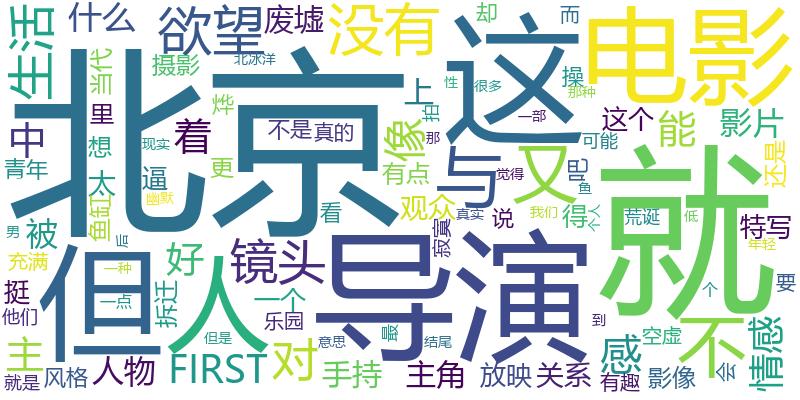 生活
什么
欲望
废墟
没有
却
而
电影
当代
摄影
北冰洋
性
很多
操
那种
北京
这
里
烨
上
拍
一部
中
着
不是
真的
像
那
这个
能
影片
现实
想
可能
还是
青年
太
逼
更
有点
与
觉得
又
吧
鱼
就
鱼缸
幽默
看
观众
真实
我们
得
个人
荒诞
低
特写
被
男
后
寂寞
说
年轻
但
人
好
镜头
导演
不
充满
一种
挺
一点
拆迁
一个
个
要
他们
乐园
最
到
感
空虚
情感
主
但是
意思
结尾
就是
风格
人物
FIRST
对
手持
主角
放映
关系
有趣
影像
会